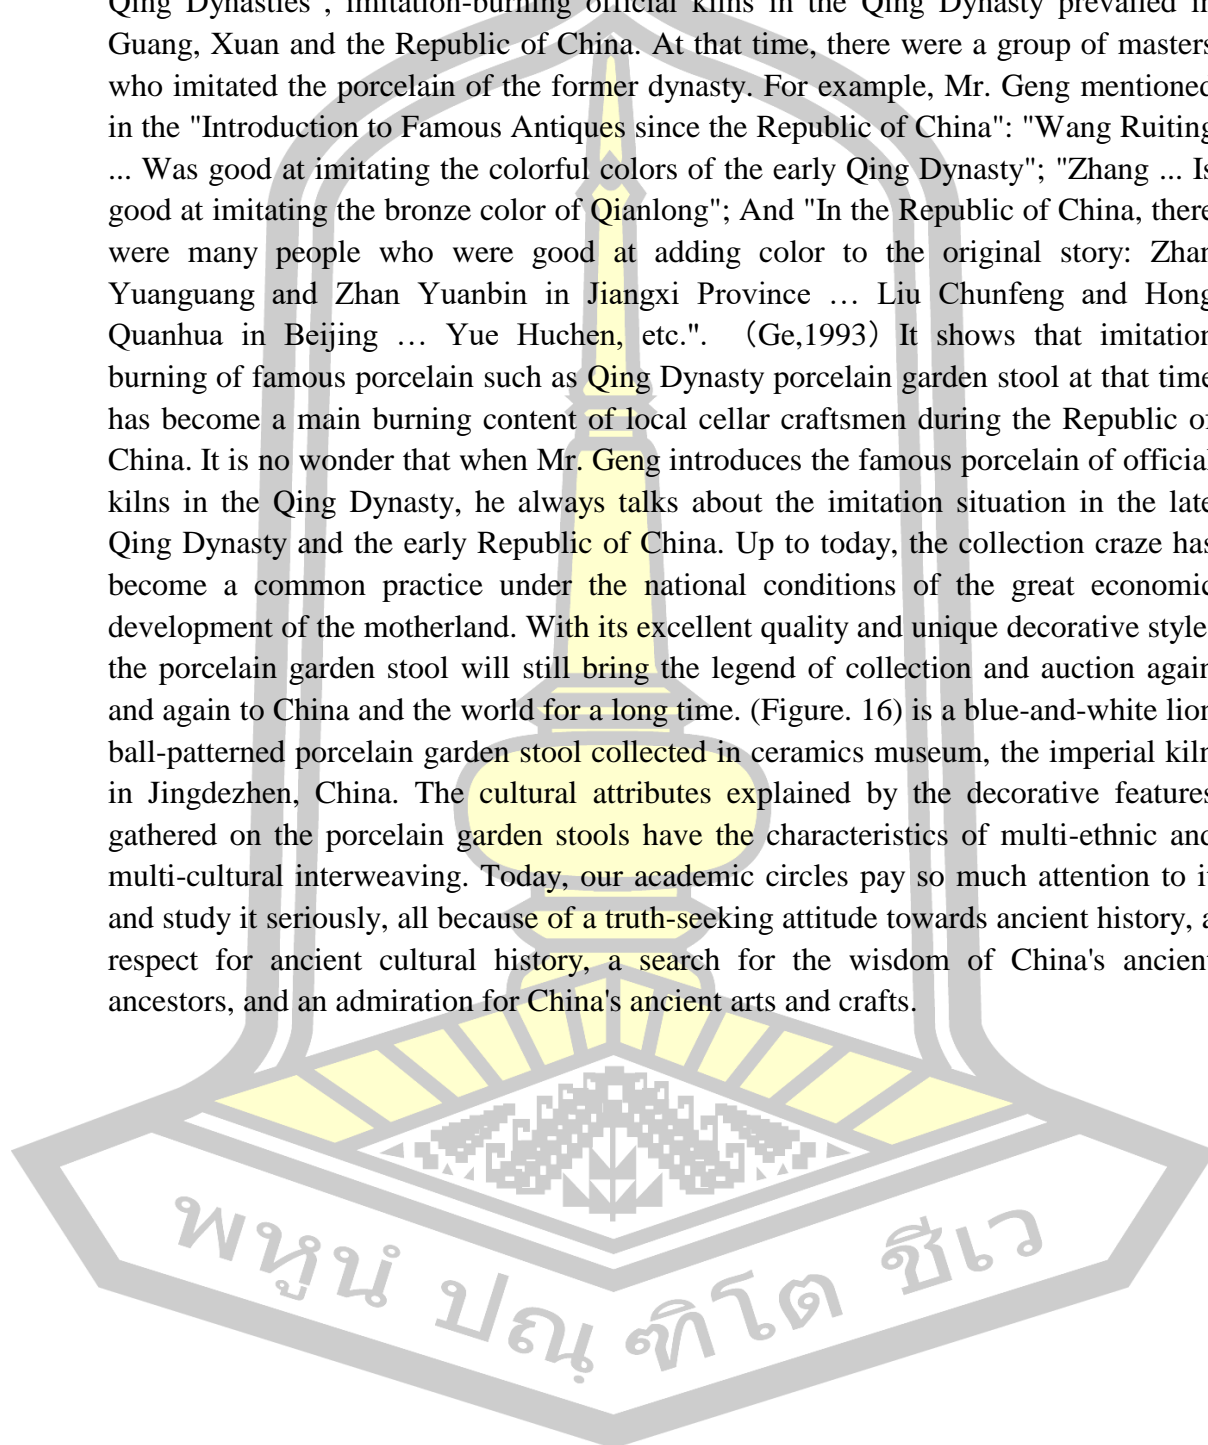 Qing Dynasties", imitation-burning official kilns in the Qing Dynasty prevailed in
Guang, Xuan and the Republic of China. At that time, there were a group of masters
who imitated the porcelain of the former dynasty. For example, Mr. Geng mentioned
in the "Introduction to Famous Antiques since the Republic of China": "Wang Ruiting
... Was good at imitating the colorful colors of the early Qing Dynasty"; "Zhang ... Is
good at imitating the bronze color of Qianlong"; And "In the Republic of China, there
were many people who were good at adding color to the original story: Zhan
Yuanguang and Zhan Yuanbin in Jiangxi Province … Liu Chunfeng and Hong
Quanhua in Beijing … Yue Huchen, etc.". （Ge,1993）It shows that imitation
burning of famous porcelain such as Qing Dynasty porcelain garden stool at that time
has become a main burning content of local cellar craftsmen during the Republic of
China. It is no wonder that when Mr. Geng introduces the famous porcelain of official
kilns in the Qing Dynasty, he always talks about the imitation situation in the late
Qing Dynasty and the early Republic of China. Up to today, the collection craze has
become a common practice under the national conditions of the great economic
development of the motherland. With its excellent quality and unique decorative style,
the porcelain garden stool will still bring the legend of collection and auction again
and again to China and the world for a long time. (Figure. 16) is a blue-and-white lion
ball-patterned porcelain garden stool collected in ceramics museum, the imperial kiln
in Jingdezhen, China. The cultural attributes explained by the decorative features
gathered on the porcelain garden stools have the characteristics of multi-ethnic and
multi-cultural interweaving. Today, our academic circles pay so much attention to it
and study it seriously, all because of a truth-seeking attitude towards ancient history, a
respect for ancient cultural history, a search for the wisdom of China's ancient
ancestors, and an admiration for China's ancient arts and crafts.
พหูนํ ปณฺฑิโต ชีเว